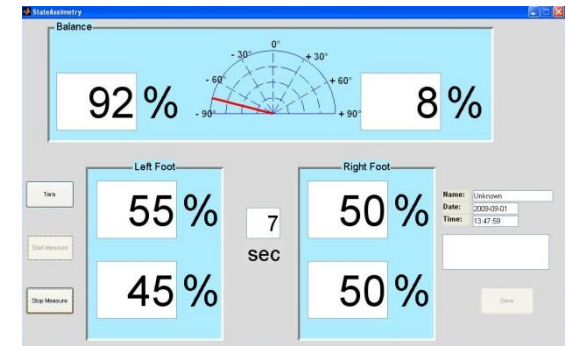 StateAssimetry
Balance
92 %
- 90°
- 60°
- 30°
0°
+ 30°
+ 60°
+ 90°
8 %
Tara
Start Measure
Stop Measure
Left Foot
55 %
45 %
7
sec
Right Foot
50 %
50 %
Name: Unknown
Date: 2009-09-01
Time: 13:47:59
Save